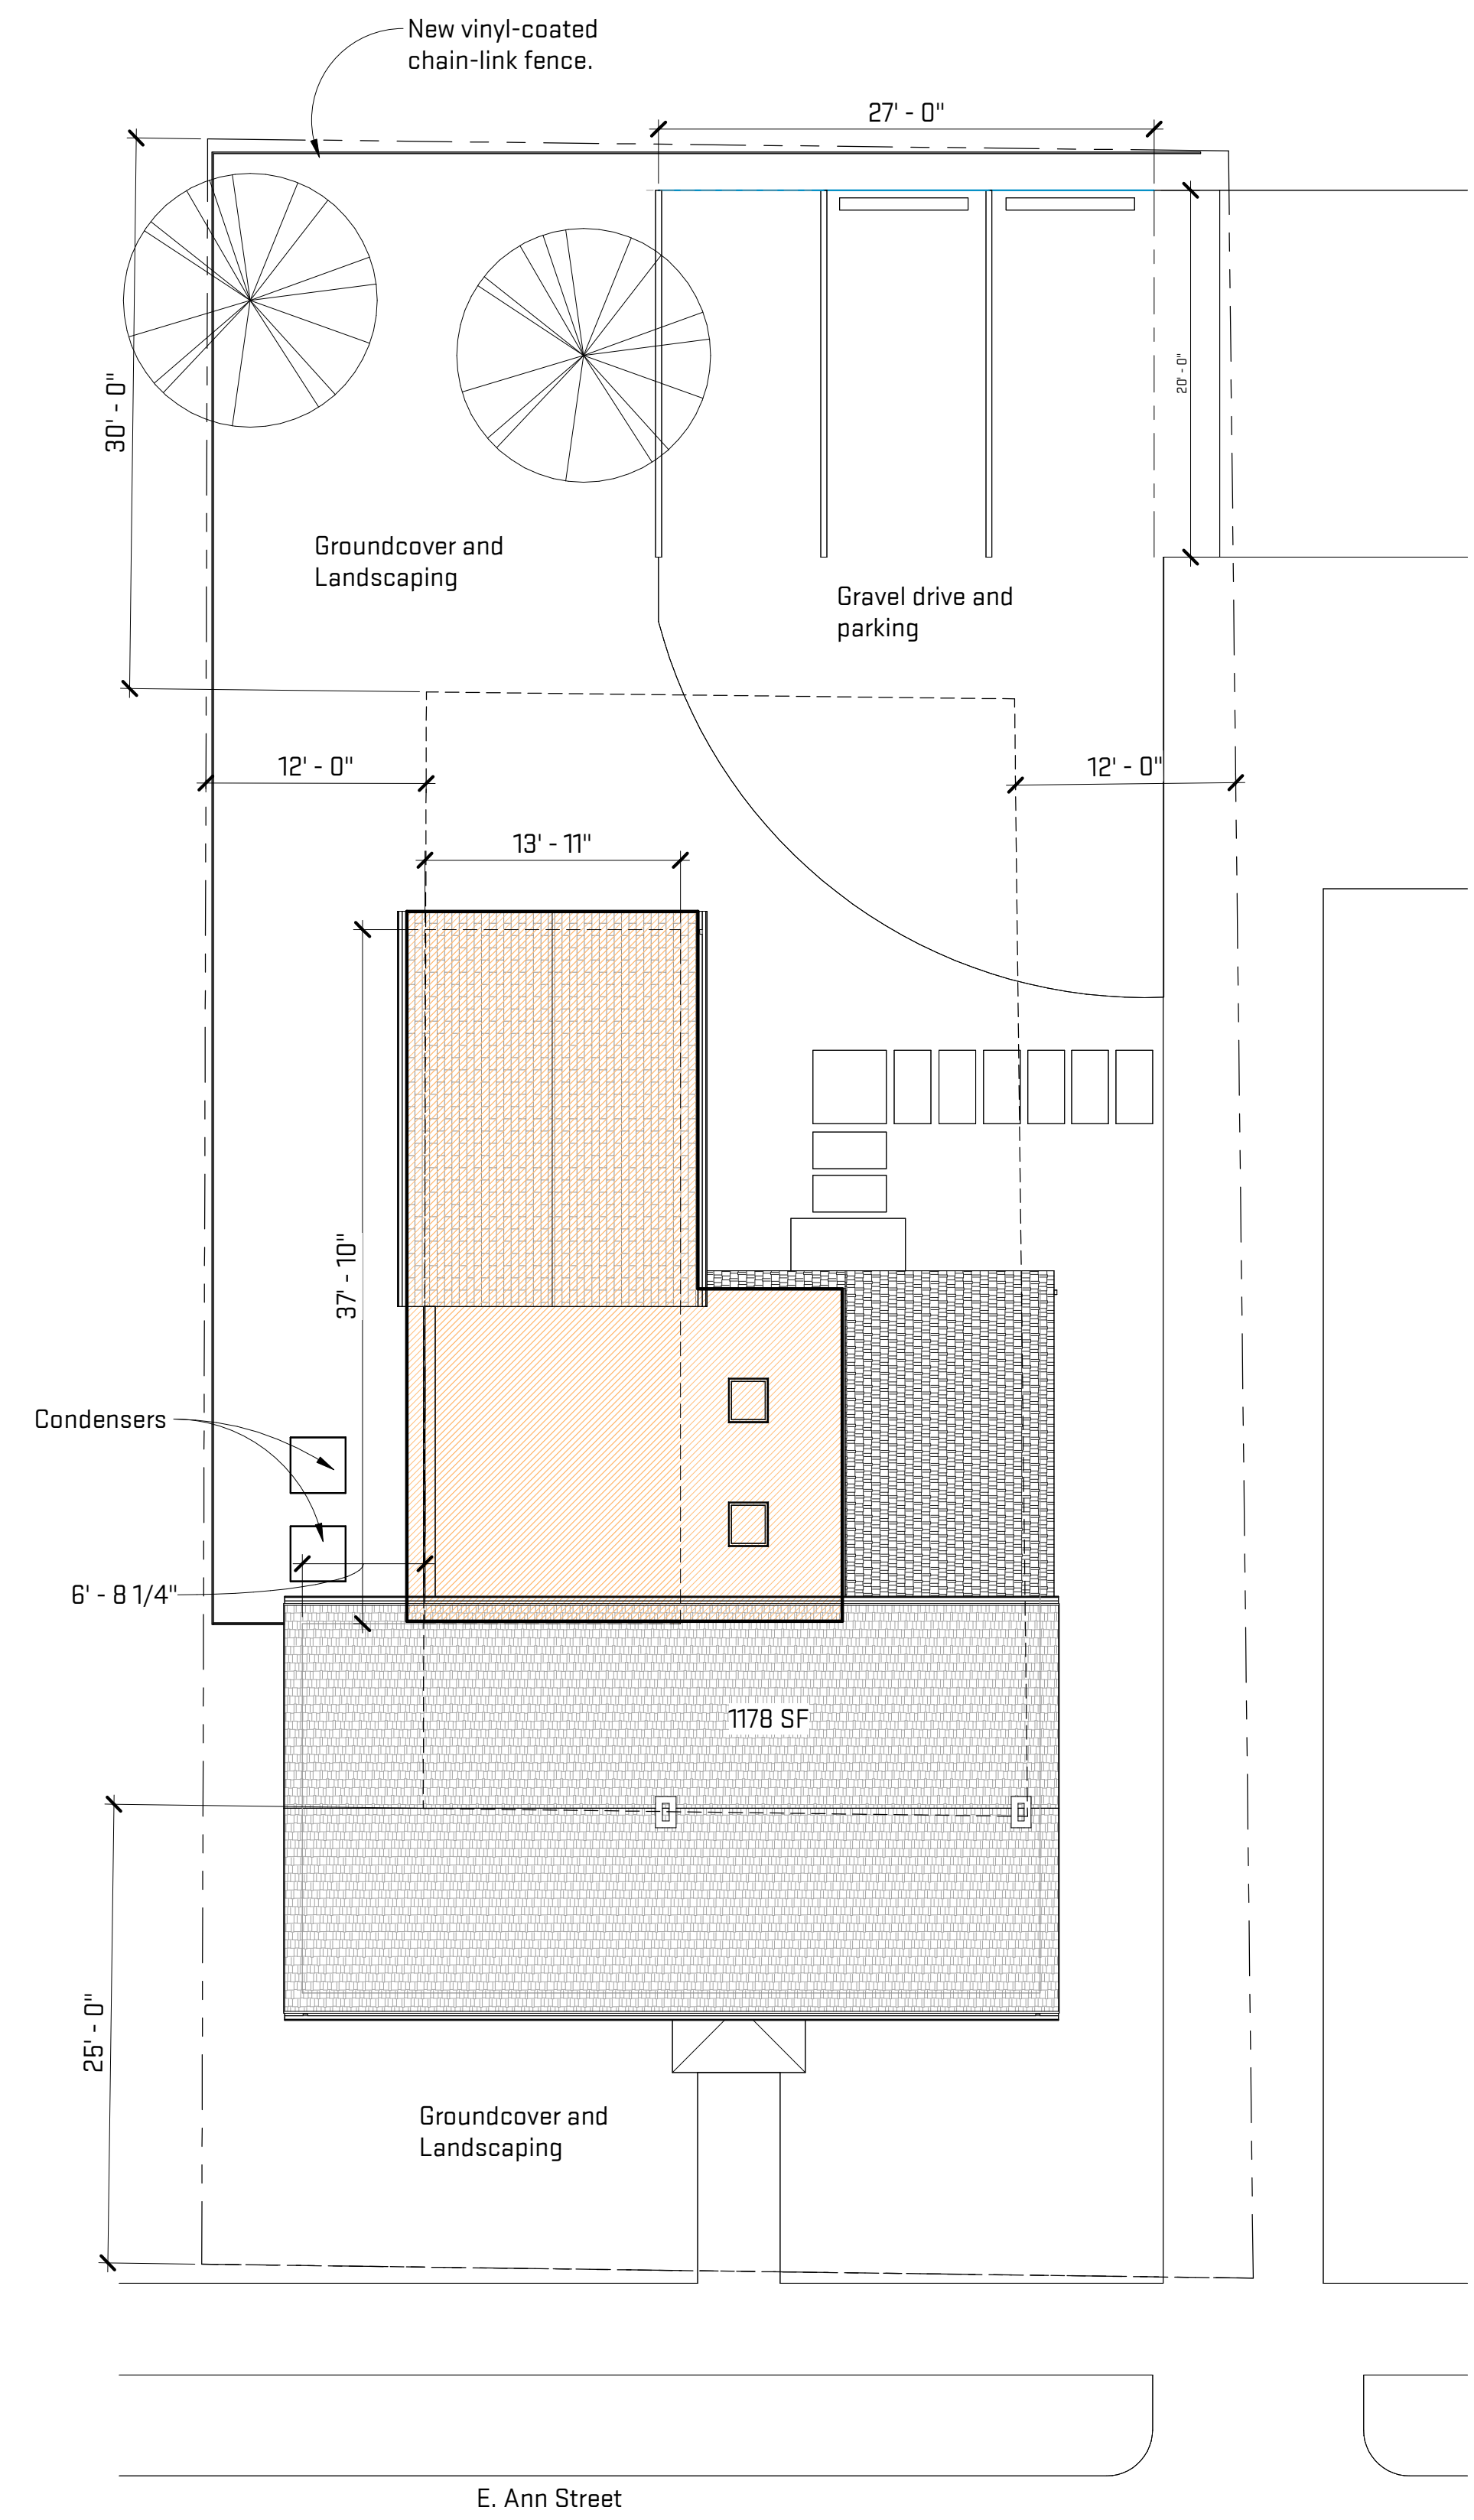 New vinyl-coated
chain-link fence.
27' - 0"
30' - 0"
20' - 0"
Groundcover and
Landscaping
Gravel drive and
parking
12' - 0"
12' - 0"
13' - 11"
37' - 10"
Condensers
6' - 8 1/4"
1178 SF
25' - 0"
Groundcover and
Landscaping
E. Ann Street